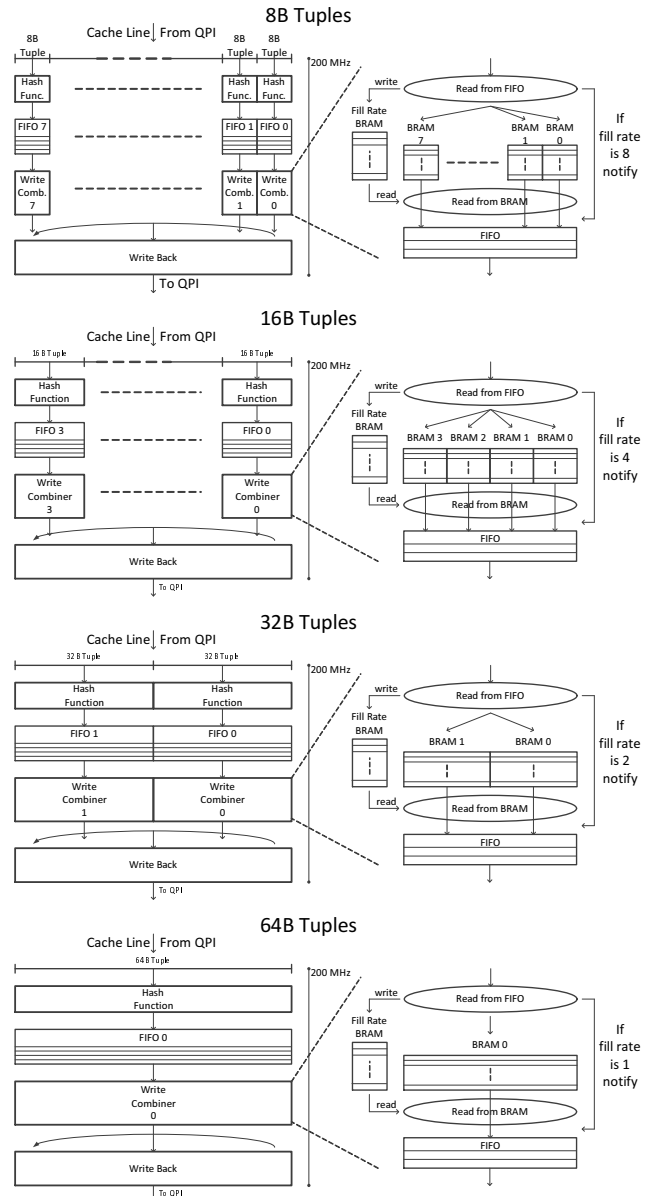 8B Tuples
Cache Line From QPI
8B Tuple
8B Tuple
8B Tuple
200 MHz
Hash Func.
Hash Func.
Hash Func.
FIFO 7
FIFO 1
FIFO 0
Write Comb. 7
Write Comb. 1
Write Comb. 0
Write Back
To QPI
write
Read from FIFO
Fill Rate BRAM
BRAM 7
BRAM 1
BRAM 0
read
Read from BRAM
FIFO
If fill rate is 8 notify
16B Tuples
Cache Line From QPI
16B Tuple
16B Tuple
200 MHz
Hash Function
Hash Function
FIFO 3
FIFO 0
Write Combiner 3
Write Combiner 0
Write Back
To QPI
write
Read from FIFO
Fill Rate BRAM
BRAM 3
BRAM 2
BRAM 1
BRAM 0
read
Read from BRAM
FIFO
If fill rate is 4 notify
32B Tuples
Cache Line From QPI
32B Tuple
32B Tuple
200 MHz
Hash Function
Hash Function
FIFO 1
FIFO 0
Write Combiner 1
Write Combiner 0
Write Back
To QPI
write
Read from FIFO
Fill Rate BRAM
BRAM 1
BRAM 0
read
Read from BRAM
FIFO
If fill rate is 2 notify
64B Tuples
Cache Line From QPI
64B Tuple
200 MHz
Hash Function
FIFO 0
Write Combiner 0
Write Back
To QPI
write
Read from FIFO
Fill Rate BRAM
BRAM 0
read
Read from BRAM
FIFO
If fill rate is 1 notify